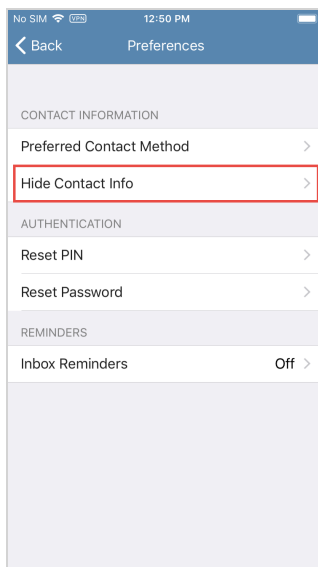 No SIM VPN 12:50 PM
Back Preferences
CONTACT INFORMATION
Preferred Contact Method
Hide Contact Info
AUTHENTICATION
Reset PIN
Reset Password
REMINDERS
Inbox Reminders Off